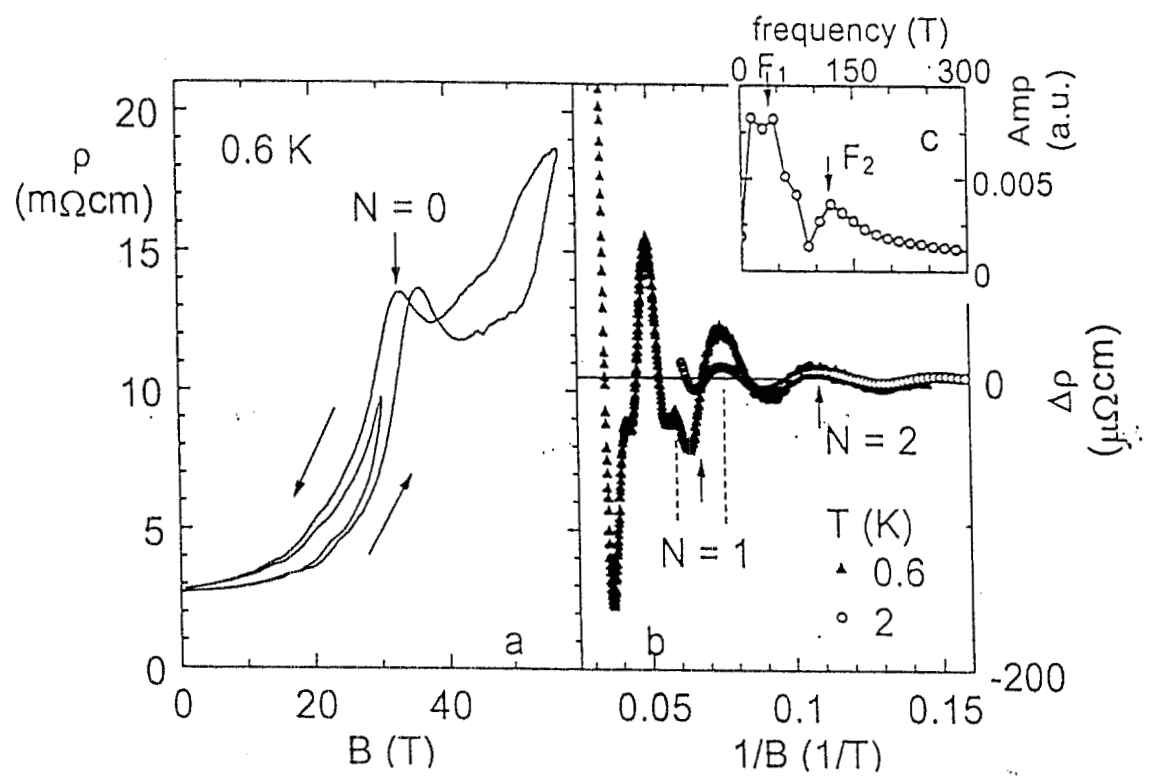 frequency (T)
0 F1 150 300
Amp
(a.u.)
c
F2
0.005
0
20
ρ
(mΩcm)
15
10
5
0
0.6 K
N = 0
a
0 20 40
B (T)
b
N = 1
N = 2
T (K)
▲ 0.6
○ 2
0
Δρ
(μΩcm)
-200
0.05 0.1 0.15
1/B (1/T)